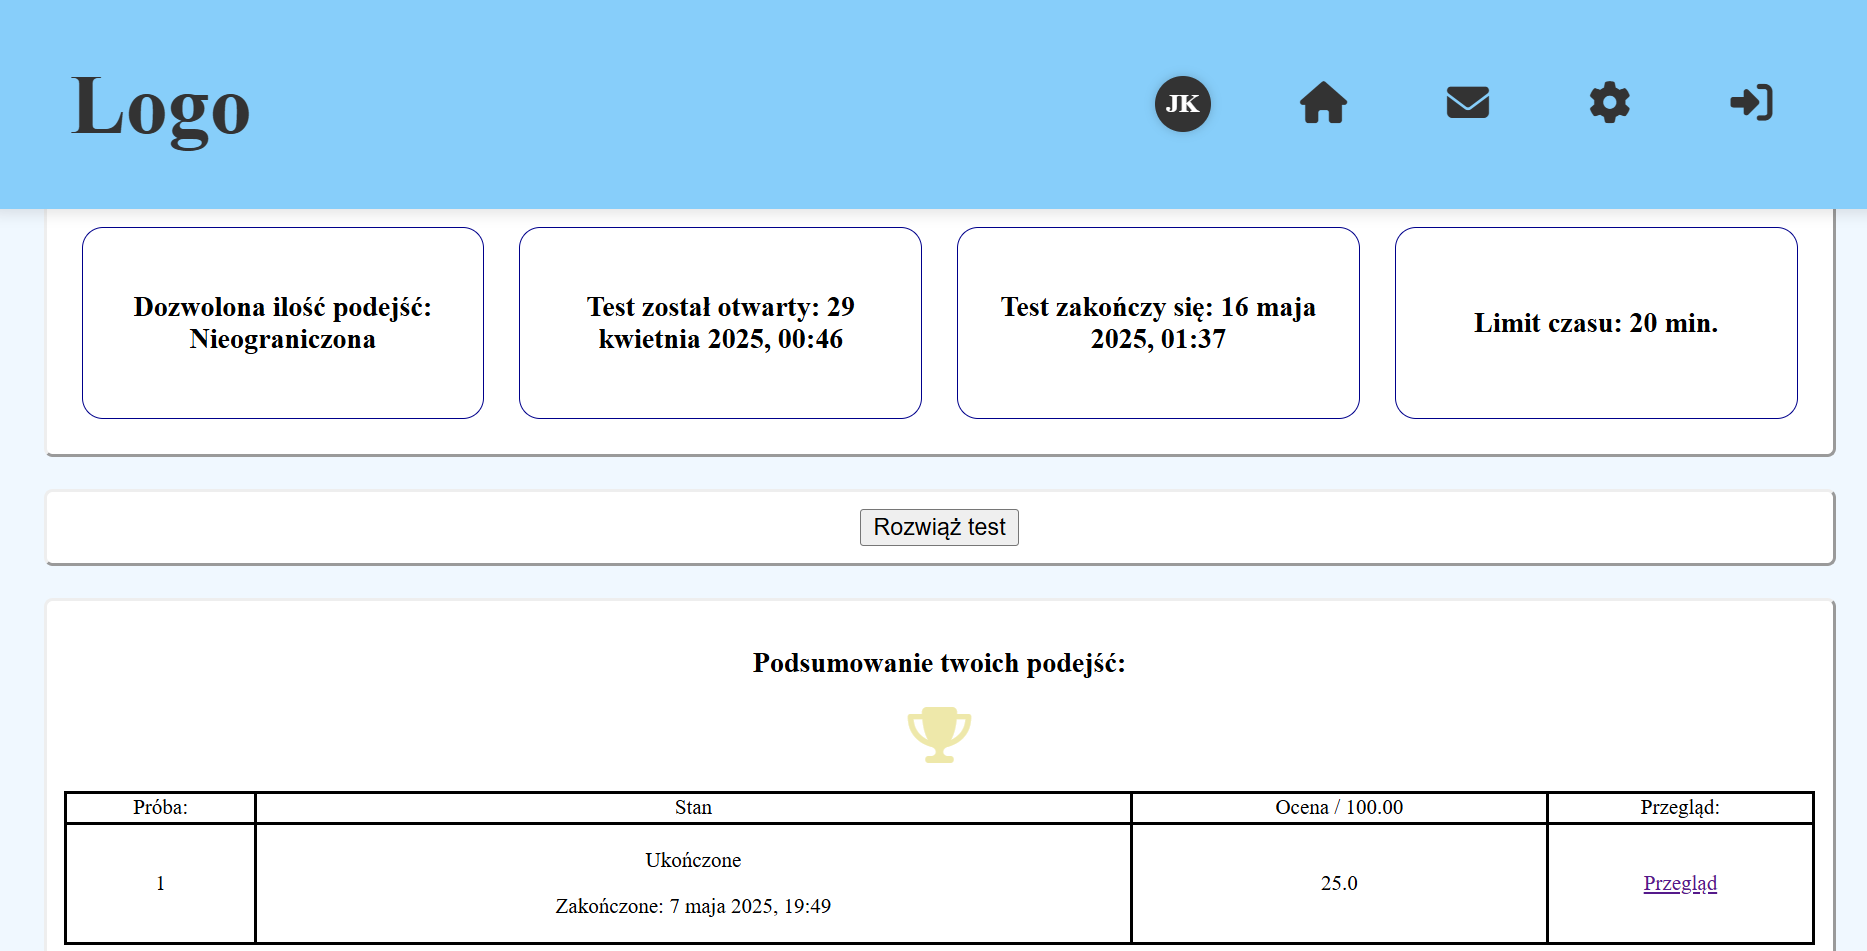 Logo
JK
Dozwolona ilość podejść:
Nieograniczona
Test został otwarty: 29
kwietnia 2025, 00:46
Test zakończy się: 16 maja
2025, 01:37
Limit czasu: 20 min.
Rozwiąż test
Podsumowanie twoich podejść:
Próba:
Stan
Ocena / 100.00
Przegląd:
1
Ukończone
Zakończone: 7 maja 2025, 19:49
25.0
Przegląd